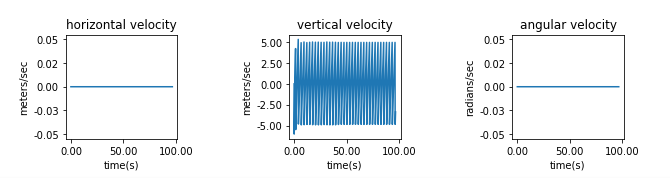 horizontal velocity
meters/sec
0.05
0.02
0.00
-0.03
-0.05
0.00 50.00 100.00
time(s)
vertical velocity
meters/sec
5.00
2.50
0.00
-2.50
-5.00
0.00 50.00 100.00
time(s)
angular velocity
radians/sec
0.05
0.02
0.00
-0.03
-0.05
0.00 50.00 100.00
time(s)